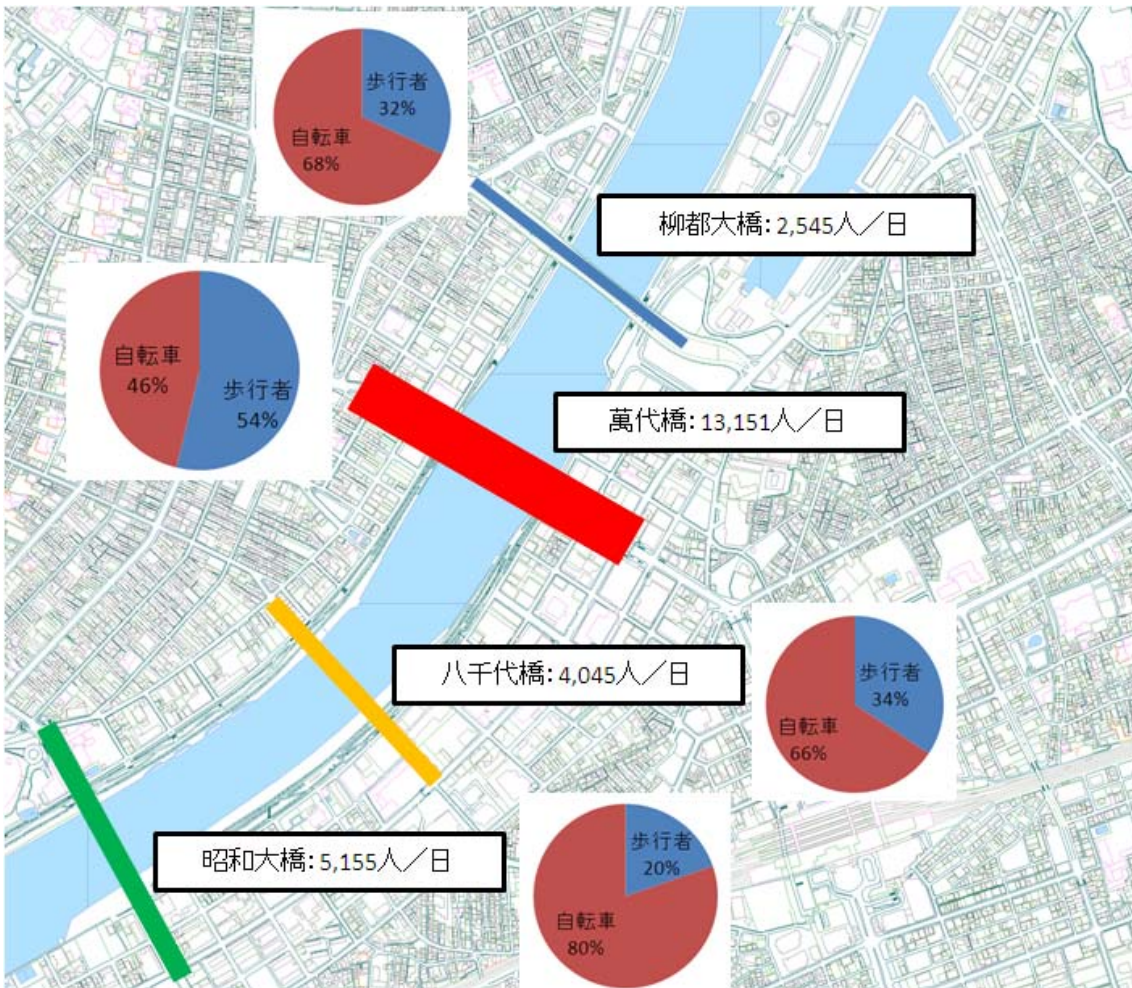 歩行者
32%
自転車
68%
柳都大橋:2,545人／日
自転車
46%
歩行者
54%
萬代橋:13,151人／日
八千代橋:4,045人／日
歩行者
34%
自転車
66%
昭和大橋:5,155人／日
歩行者
20%
自転車
80%